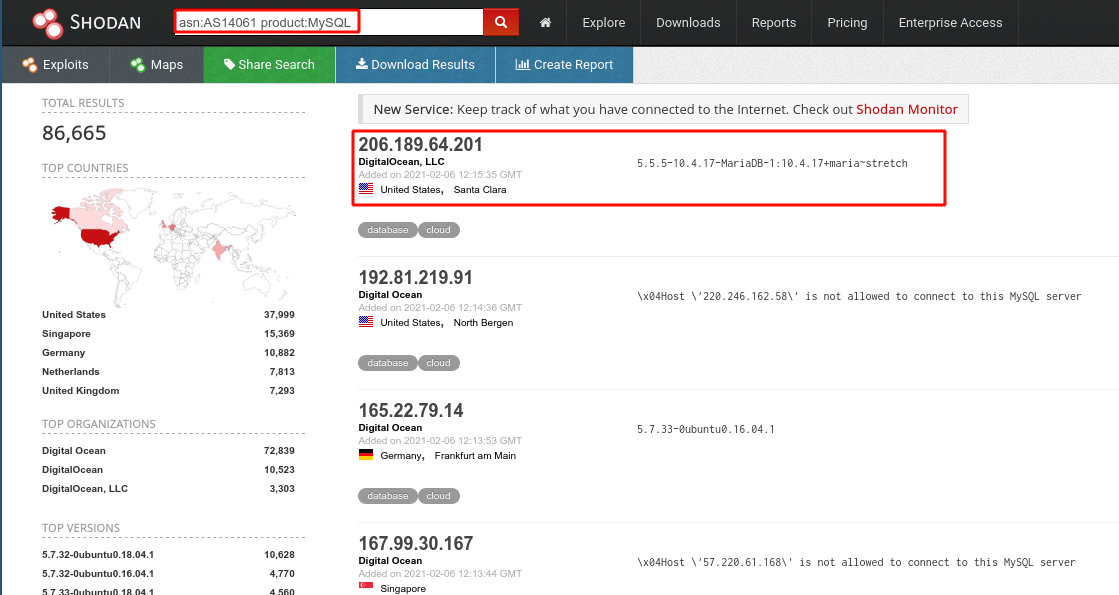 SHODAN
asn:AS14061 product:MySQL
Explore
Downloads
Reports
Pricing
Enterprise Access
Exploits
Maps
Share Search
Download Results
Create Report
TOTAL RESULTS
86,665
TOP COUNTRIES
United States 37,999
Singapore 15,369
Germany 10,882
Netherlands 7,813
United Kingdom 7,293
TOP ORGANIZATIONS
Digital Ocean 72,839
DigitalOcean 10,523
DigitalOcean, LLC 3,303
TOP VERSIONS
5.7.32-0ubuntu0.18.04.1 10,628
5.7.32-0ubuntu0.16.04.1 4,770
5.7.33-0ubuntu0.18.04.1 4,560
New Service: Keep track of what you have connected to the Internet. Check out Shodan Monitor
206.189.64.201
DigitalOcean, LLC
Added on 2021-02-06 12:15:35 GMT
United States, Santa Clara
5.5.5-10.4.17-MariaDB-1:10.4.17+maria~stretch
database cloud
192.81.219.91
Digital Ocean
Added on 2021-02-06 12:14:36 GMT
United States, North Bergen
\x04Host \'220.246.162.58\' is not allowed to connect to this MySQL server
database cloud
165.22.79.14
Digital Ocean
Added on 2021-02-06 12:13:53 GMT
Germany, Frankfurt am Main
5.7.33-0ubuntu0.16.04.1
database cloud
167.99.30.167
Digital Ocean
Added on 2021-02-06 12:13:44 GMT
Singapore
\x04Host \'57.220.61.168\' is not allowed to connect to this MySQL server